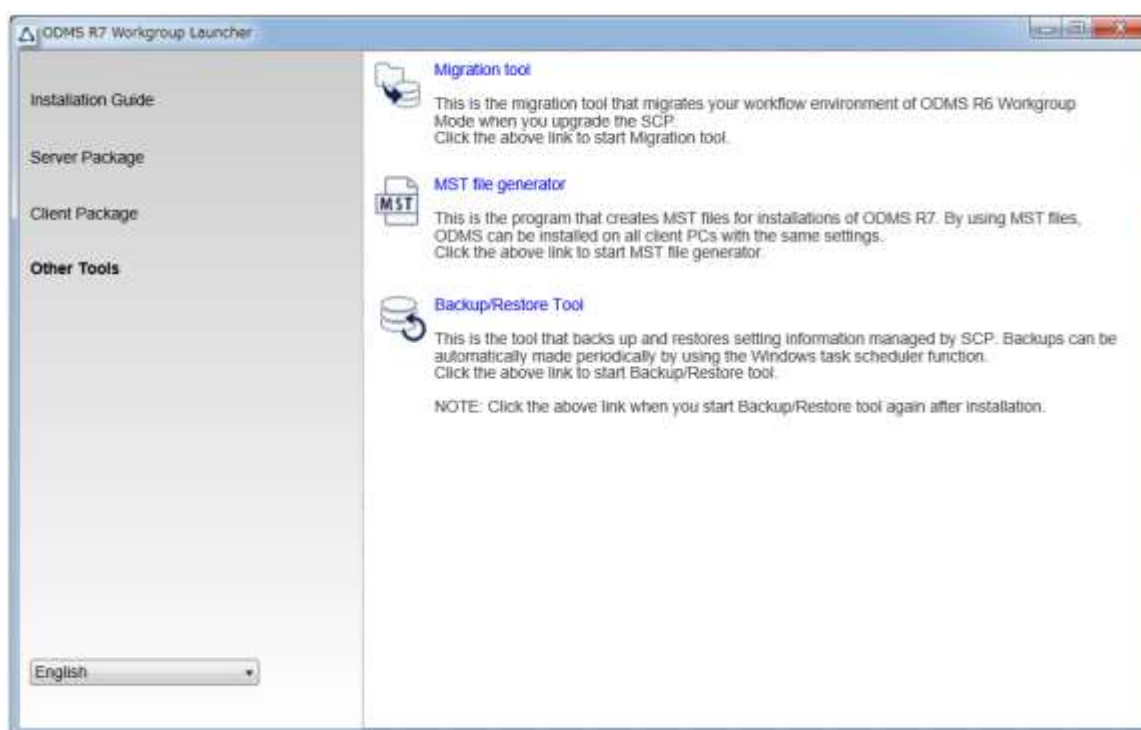 ODMS R7 Workgroup Launcher
Installation Guide
Server Package
Client Package
Other Tools
English
Migration tool
This is the migration tool that migrates your workflow environment of ODMS R6 Workgroup
Mode when you upgrade the SCP.
Click the above link to start Migration tool.
MST
MST file generator
This is the program that creates MST files for installations of ODMS R7. By using MST files,
ODMS can be installed on all client PCs with the same settings.
Click the above link to start MST file generator.
Backup/Restore Tool
This is the tool that backs up and restores setting information managed by SCP. Backups can be
automatically made periodically by using the Windows task scheduler function.
Click the above link to start Backup/Restore tool.
NOTE: Click the above link when you start Backup/Restore tool again after installation.